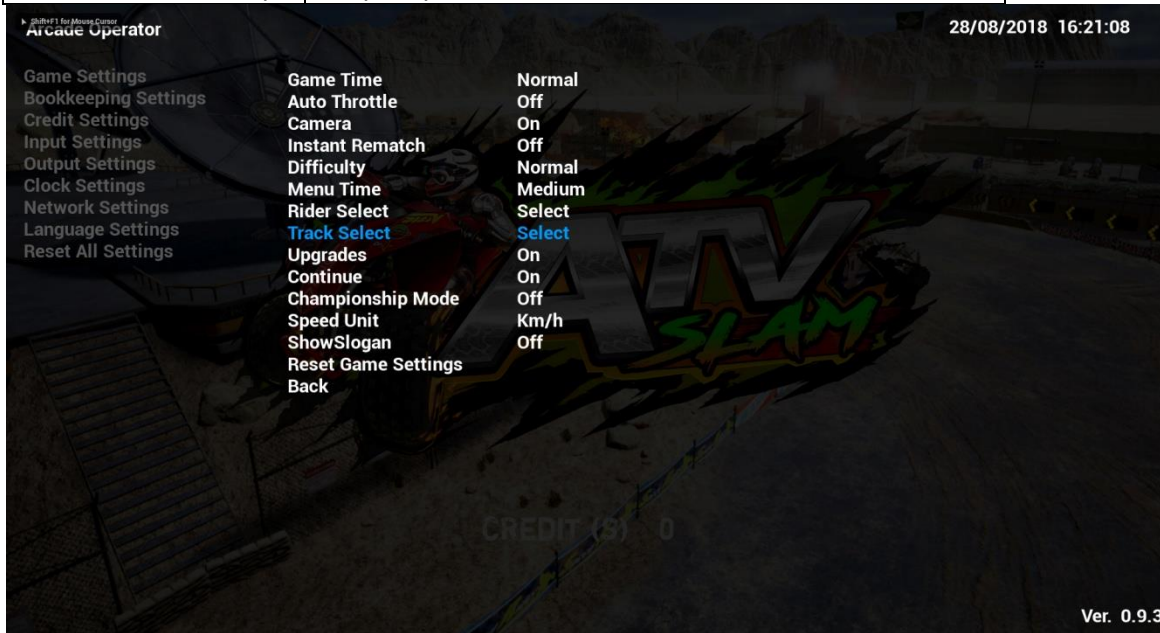 Shift+F1 for Mouse Cursor
Arcade Operator 28/08/2018 16:21:08
Game Settings
Bookkeeping Settings
Credit Settings
Input Settings
Output Settings
Clock Settings
Network Settings
Language Settings
Reset All Settings
Game Time Normal
Auto Throttle Off
Camera On
Instant Rematch Off
Difficulty Normal
Menu Time Medium
Rider Select Select
Track Select Select
Upgrades On
Continue On
Championship Mode Off
Speed Unit Km/h
ShowSlogan Off
Reset Game Settings
Back
ATV
SLAM
CREDIT (S) 0
Ver. 0.9.3